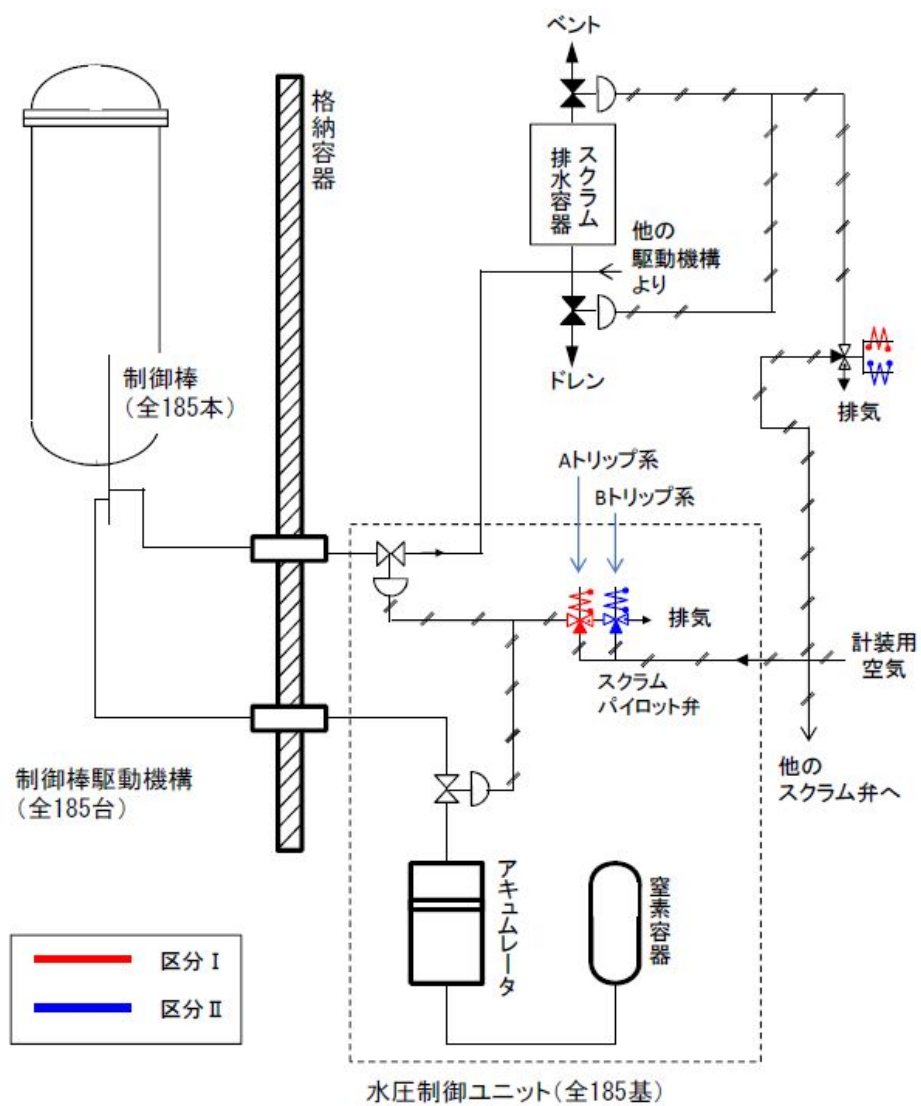 ベント
格納容器
スクラム
排水容器
他の
駆動機構
より
ドレン
制御棒
（全185本）
排気
Aトリップ系
Bトリップ系
排気
計装用
空気
スクラム
パイロット弁
他の
スクラム弁へ
制御棒駆動機構
（全185台）
アキュムレータ
窒素容器
区分Ⅰ
区分Ⅱ
水圧制御ユニット（全185基）